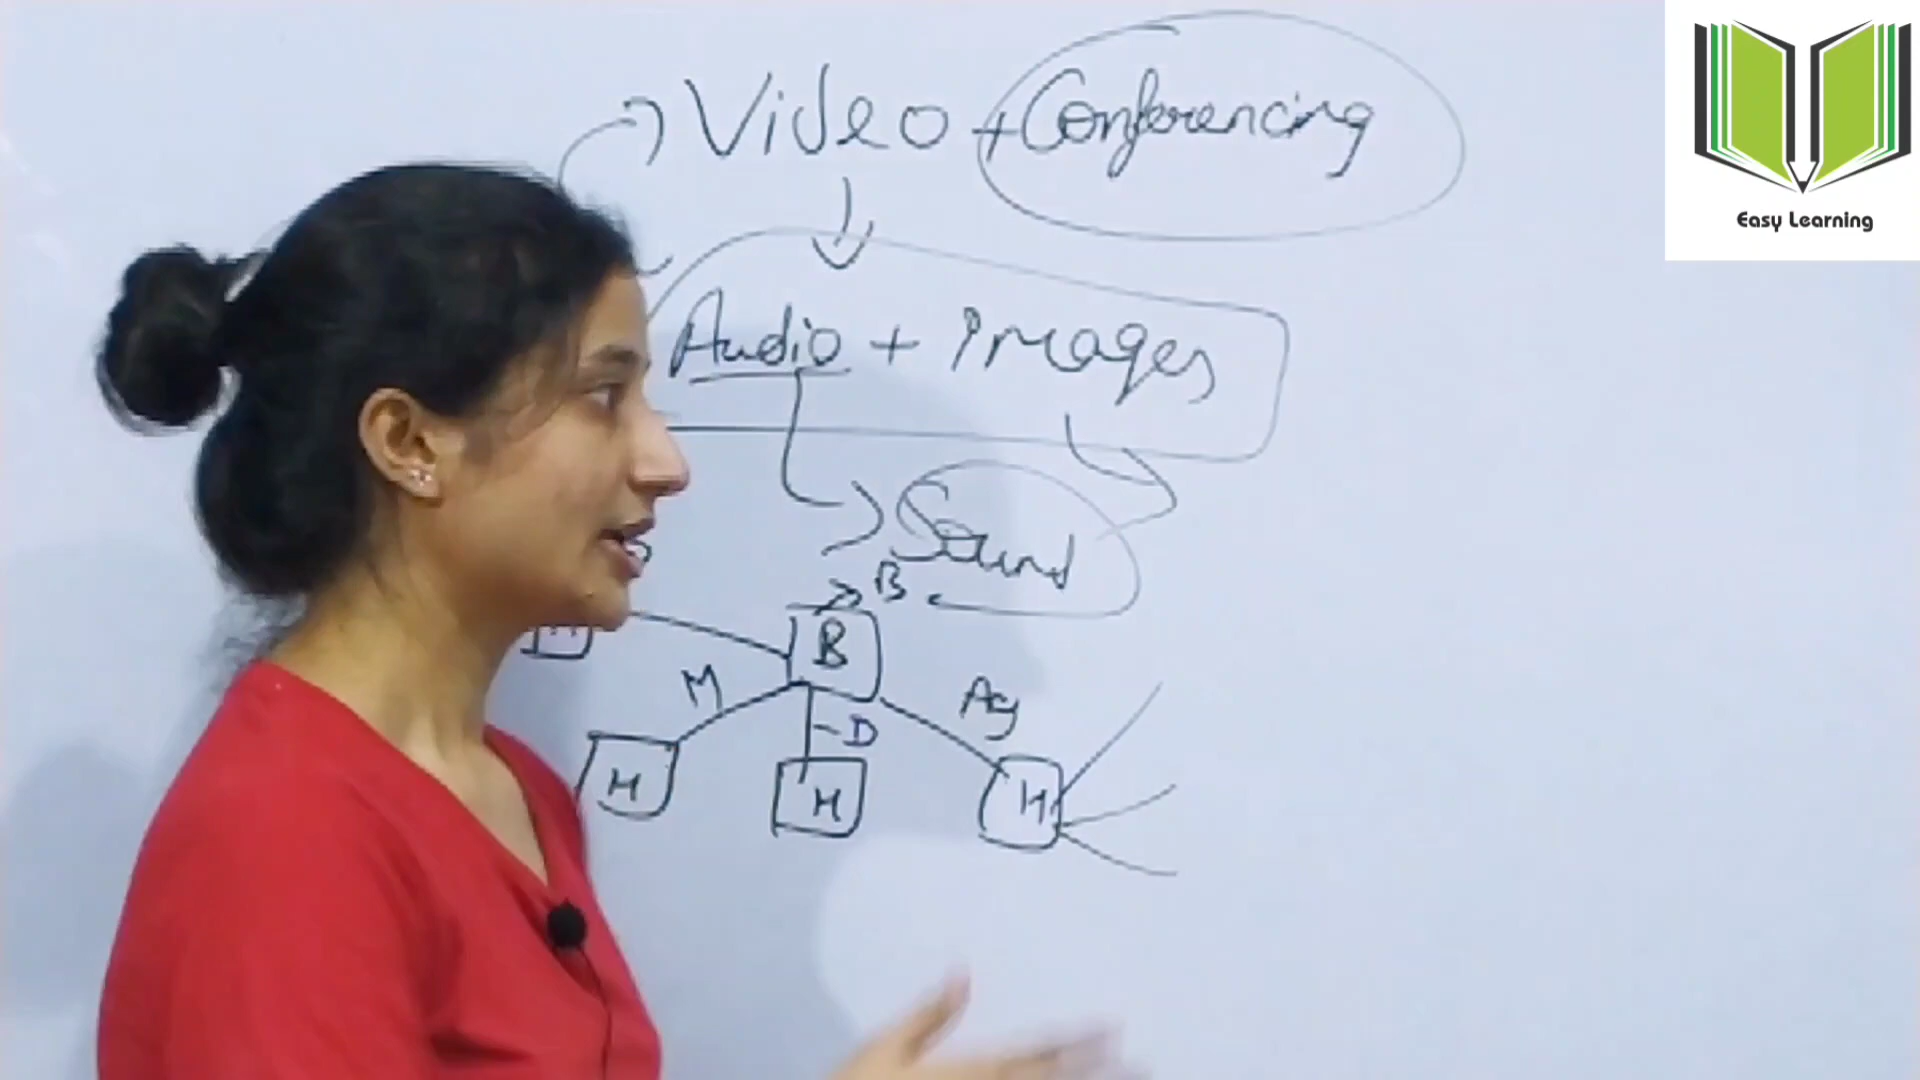 Video + Conferencing
Easy Learning
Audio + Images
Sound
B
B
H
M
Ag
D
H
H
H